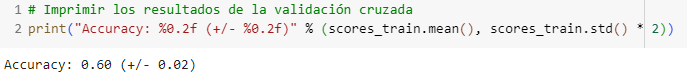 1 # Imprimir los resultados de la validación cruzada
2 print("Accuracy: %0.2f (+/- %0.2f)" % (scores_train.mean(), scores_train.std() * 2))
Accuracy: 0.60 (+/- 0.02)